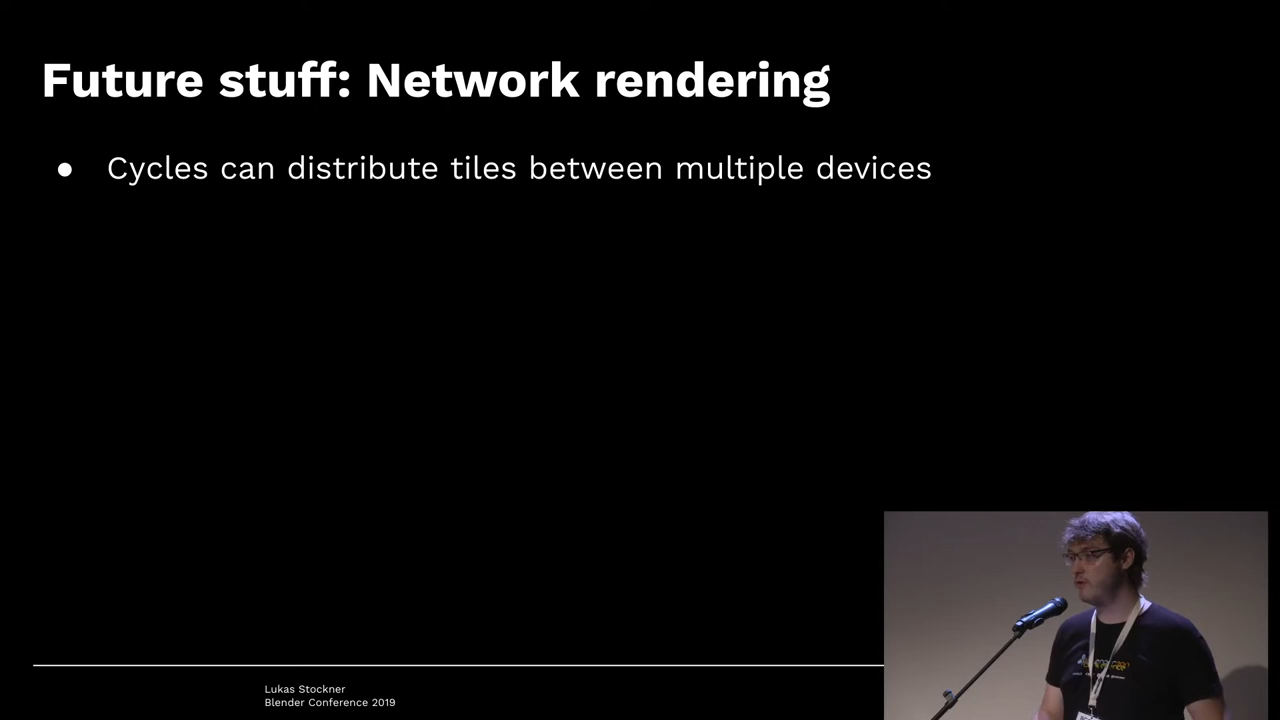 Future stuff: Network rendering
● Cycles can distribute tiles between multiple devices
Lukas Stockner
Blender Conference 2019